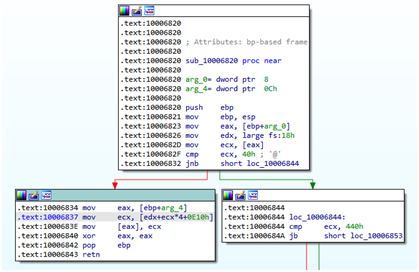 .text:10006820
.text:10006820
.text:10006820
.text:10006820 ; Attributes: bp-based frame
.text:10006820
.text:10006820 sub_10006820 proc near
.text:10006820
.text:10006820 arg_0= dword ptr  8
.text:10006820 arg_4= dword ptr  0Ch
.text:10006820
.text:10006820 push    ebp
.text:10006821 mov     ebp, esp
.text:10006823 mov     eax, [ebp+arg_0]
.text:10006826 mov     edx, large fs:18h
.text:1000682D mov     ecx, [eax]
.text:1000682F cmp     ecx, 40h ; '@'
.text:10006832 jnb     short loc_10006844
.text:10006834 mov     eax, [ebp+arg_4]
.text:10006837 mov     ecx, [edx+ecx*4+0E10h]
.text:1000683E mov     [eax], ecx
.text:10006840 xor     eax, eax
.text:10006842 pop     ebp
.text:10006843 retn
.text:10006844
.text:10006844 loc_10006844:
.text:10006844 cmp     ecx, 440h
.text:1000684A jb      short loc_10006853